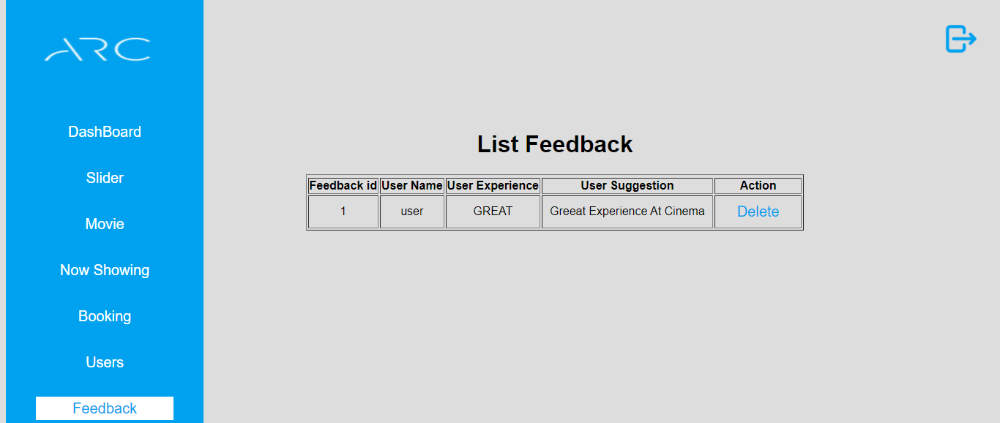 ARC
DashBoard
Slider
Movie
Now Showing
Booking
Users
Feedback
List Feedback
Feedback id User Name User Experience User Suggestion Action
1 user GREAT Greeat Experience At Cinema Delete